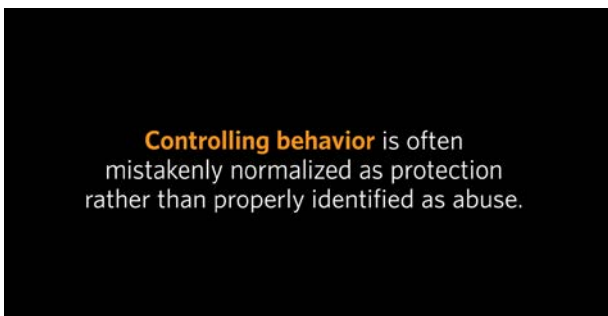 Controlling behavior is often
mistakenly normalized as protection
rather than properly identified as abuse.